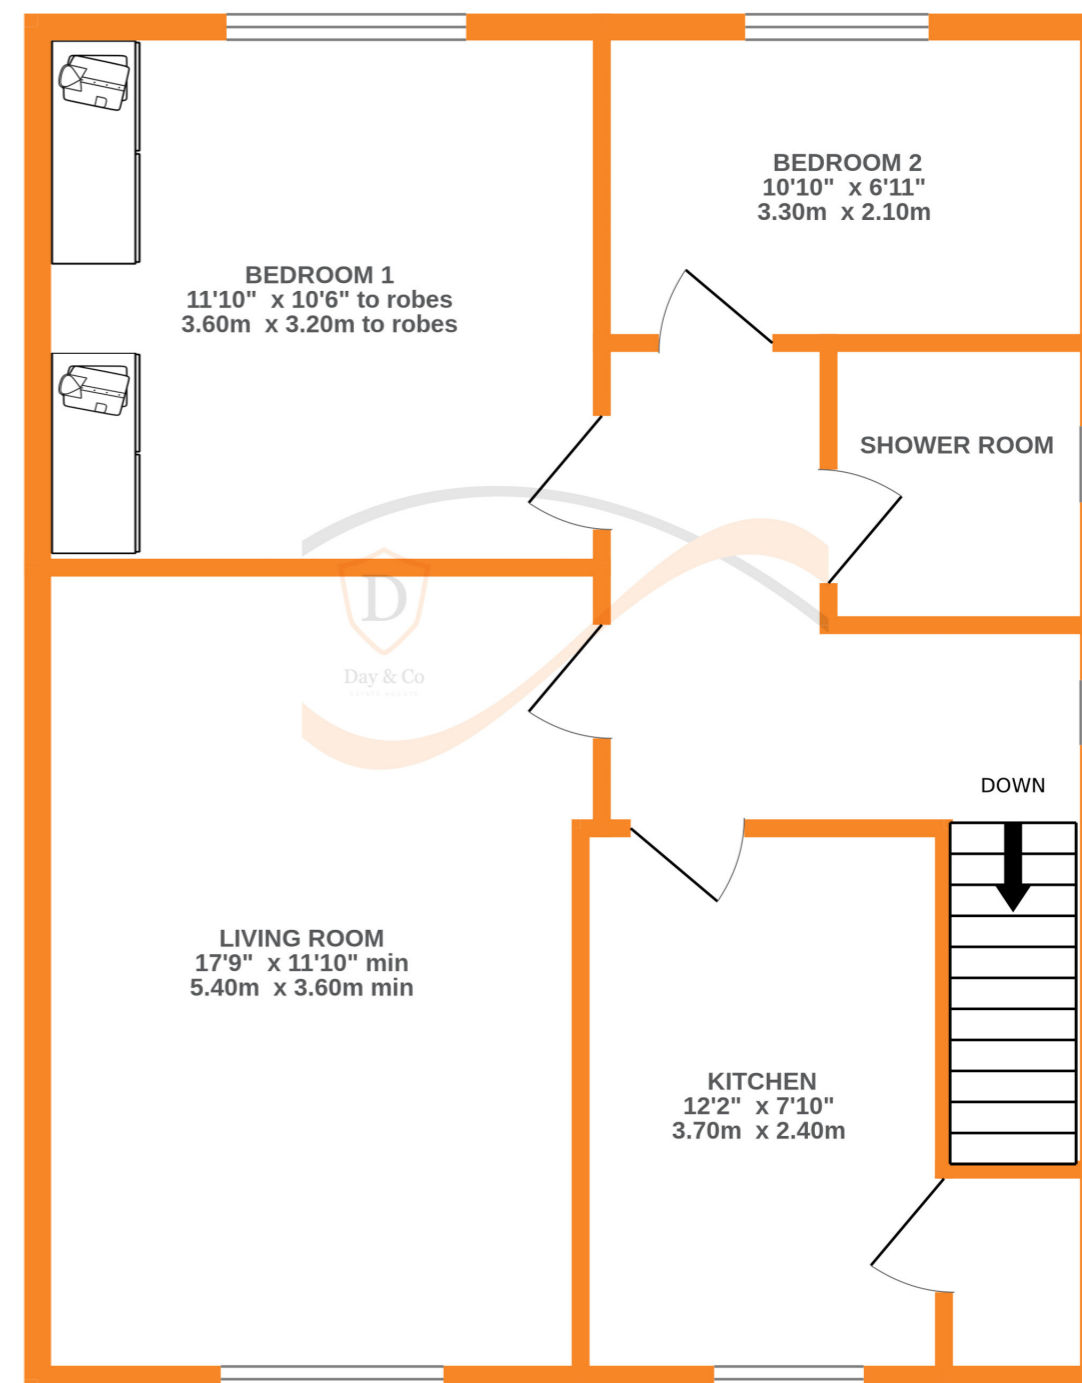 BEDROOM 2
10'10" x 6'11"
3.30m x 2.10m
BEDROOM 1
11'10" x 10'6" to robes
3.60m x 3.20m to robes
SHOWER ROOM
D
Day & Co
DOWN
LIVING ROOM
17'9" x 11'10" min
5.40m x 3.60m min
KITCHEN
12'2" x 7'10"
3.70m x 2.40m